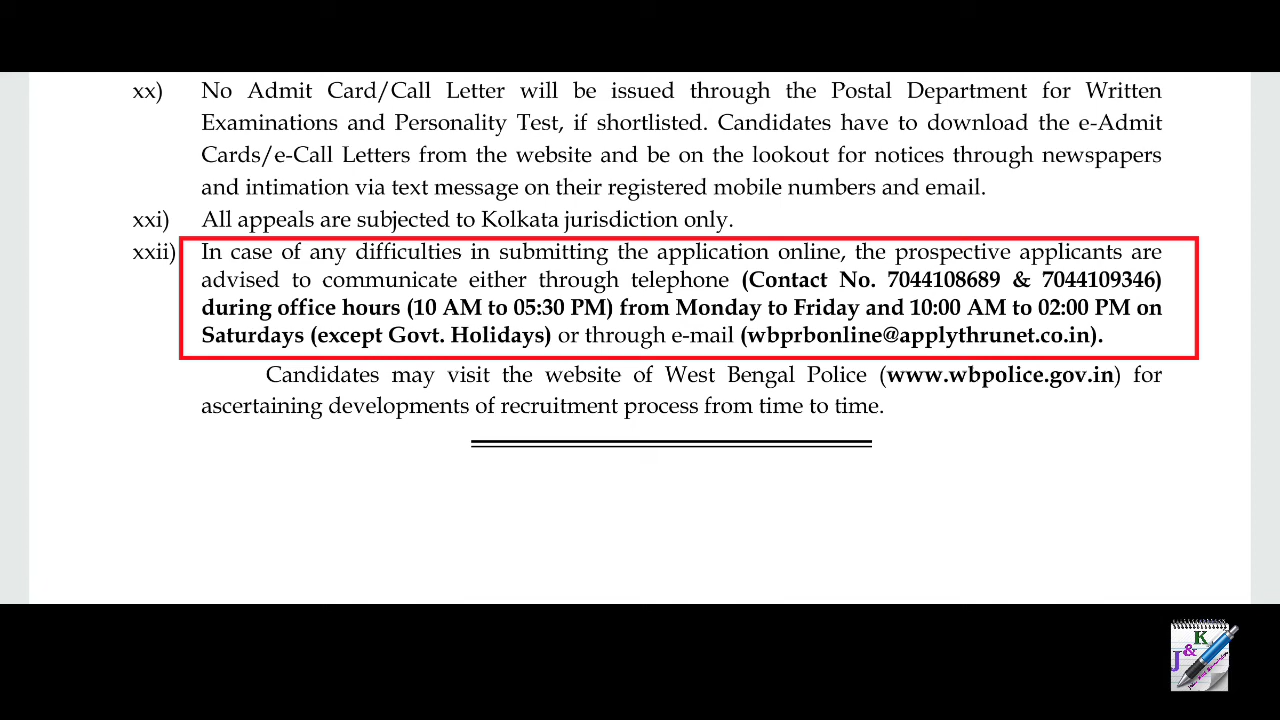 xx) No Admit Card/Call Letter will be issued through the Postal Department for Written
Examinations and Personality Test, if shortlisted. Candidates have to download the e-Admit
Cards/e-Call Letters from the website and be on the lookout for notices through newspapers
and intimation via text message on their registered mobile numbers and email.
xxi) All appeals are subjected to Kolkata jurisdiction only.
xxii) In case of any difficulties in submitting the application online, the prospective applicants are
advised to communicate either through telephone (Contact No. 7044108689 & 7044109346)
during office hours (10 AM to 05:30 PM) from Monday to Friday and 10:00 AM to 02:00 PM on
Saturdays (except Govt. Holidays) or through e-mail (wbprbonline@applythrunet.co.in).
Candidates may visit the website of West Bengal Police (www.wbpolice.gov.in) for
ascertaining developments of recruitment process from time to time.
J&K